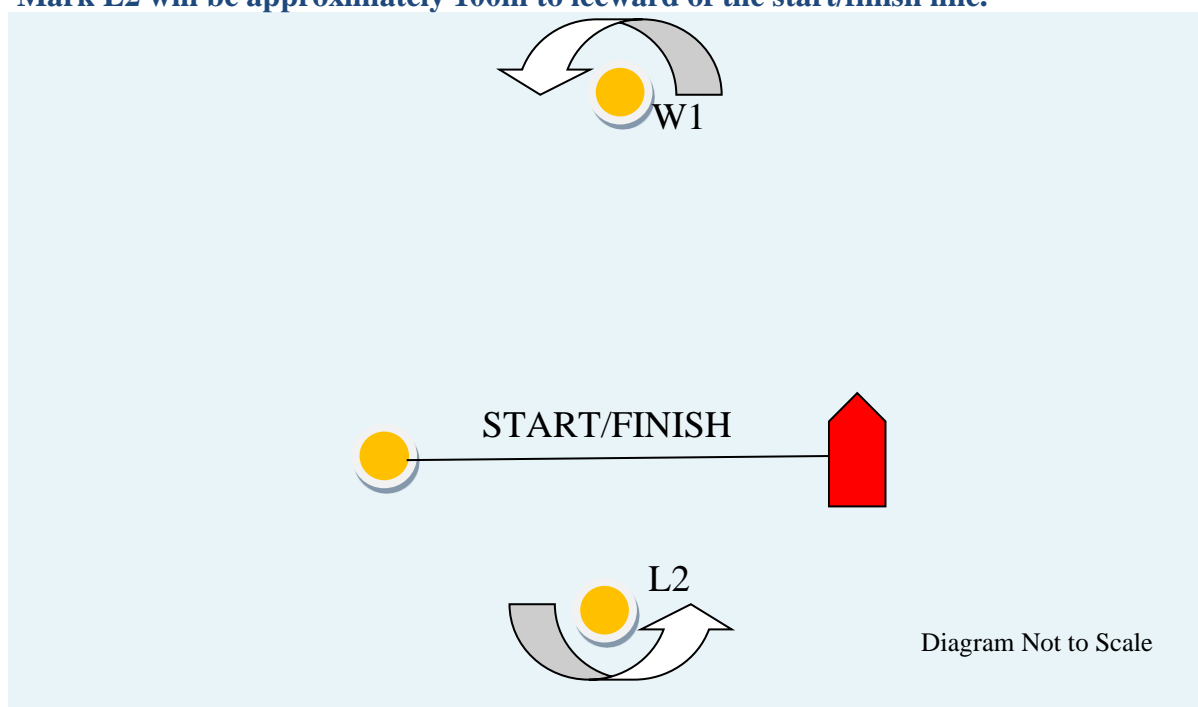 Mark L2 will be approximately 100m to leeward of the start/finish line.
W1
START/FINISH
L2
Diagram Not to Scale